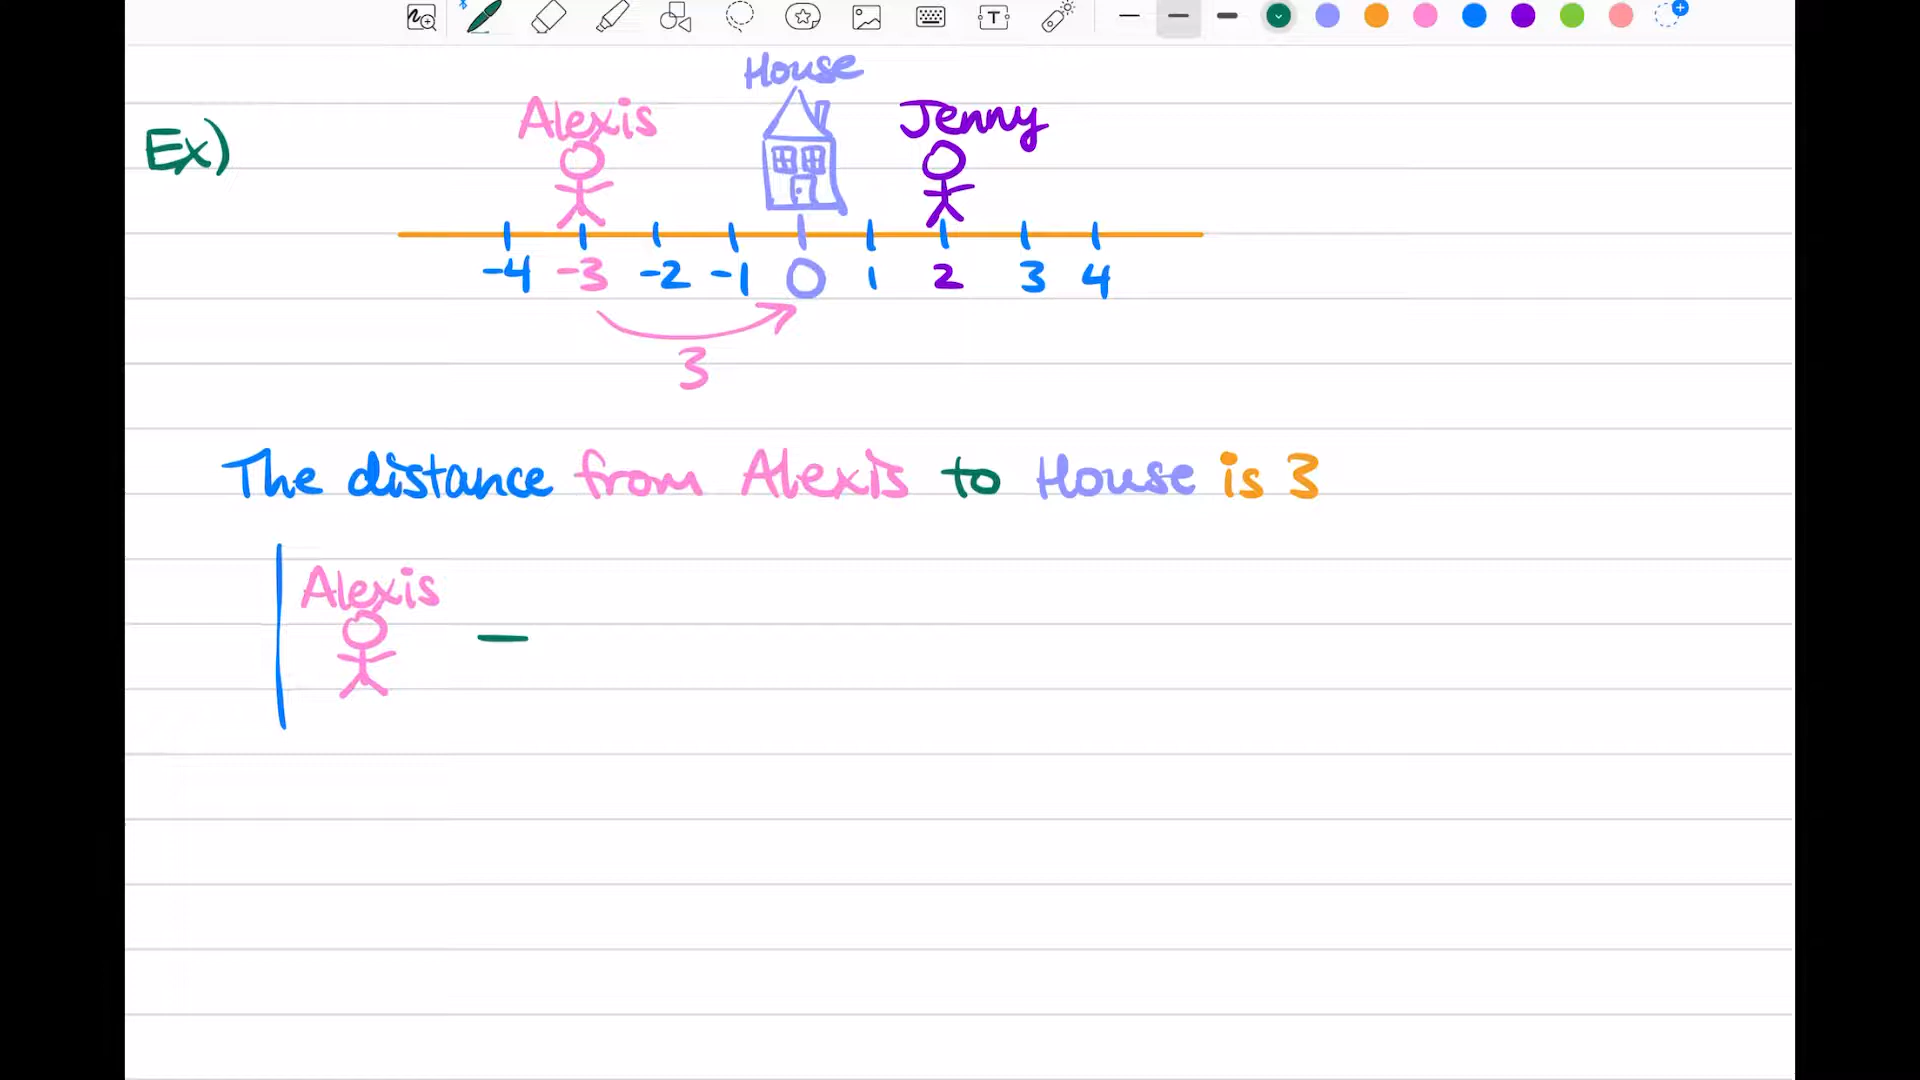 House
Alexis
Jenny
Ex)
-4 -3 -2 -1 0 1 2 3 4
3
The distance from Alexis to House is 3
| Alexis —